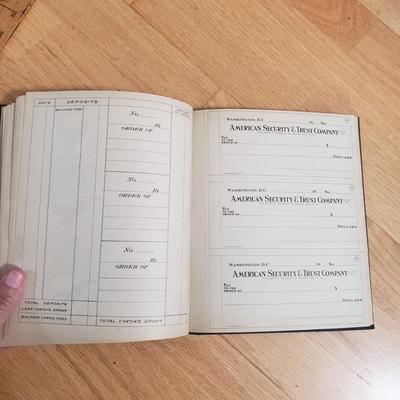 DATE DEPOSITS
BALANCE FORD
No.
19
ORDER OF
No.
19
ORDER OF
No.
19
ORDER OF
TOTAL DEPOSITS
LESS CHECKS DRAWN
BALANCE CARRD FORD
TOTAL CHECKS DRAWN
WASHINGTON, D.C. 19 No.
AMERICAN SECURITY & TRUST COMPANY
PAY
TO THE
ORDER OF $
DOLLARS
WASHINGTON, D.C. 19 No.
AMERICAN SECURITY & TRUST COMPANY
PAY
TO THE
ORDER OF $
DOLLARS
WASHINGTON, D.C. 19 No.
AMERICAN SECURITY & TRUST COMPANY
PAY
TO THE
ORDER OF $
DOLLARS